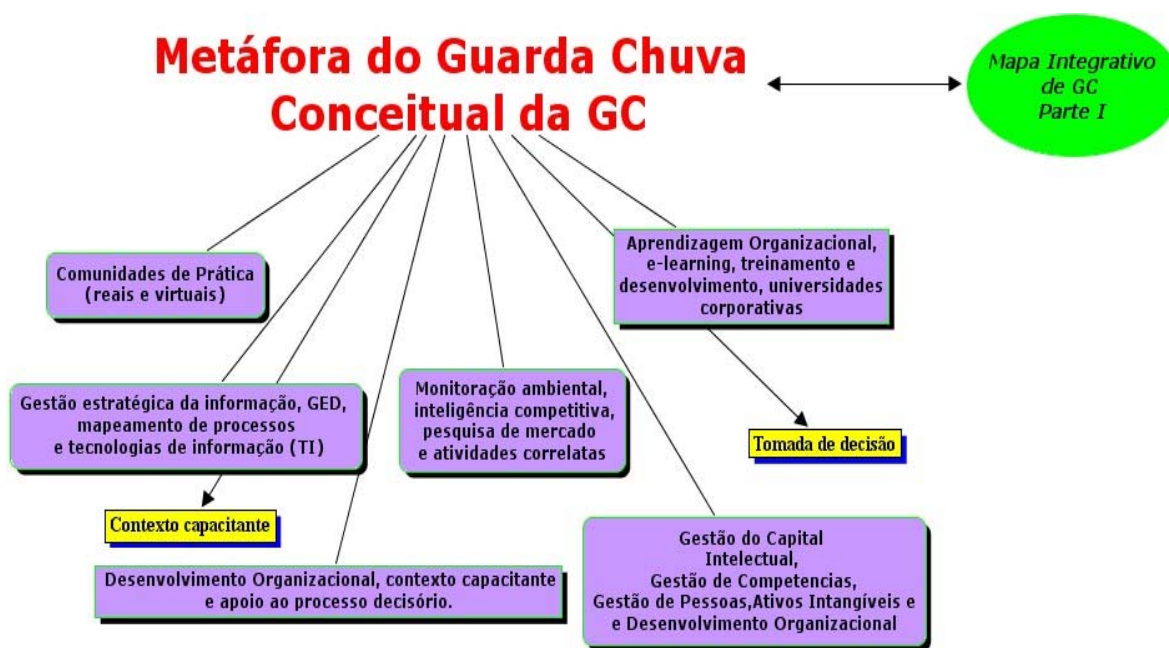 Metáfora do Guarda Chuva
Conceitual da GC
Mapa Integrativo
de GC
Parte I
Comunidades de Prática
(reais e virtuais)
Aprendizagem Organizacional,
e-learning, treinamento e
desenvolvimento, universidades
corporativas
Gestão estratégica da informação, GED,
mapeamento de processos
e tecnologias de informação (TI)
Monitoração ambiental,
inteligência competitiva,
pesquisa de mercado
e atividades correlatas
Tomada de decisão
Contexto capacitante
Desenvolvimento Organizacional, contexto capacitante
e apoio ao processo decisório.
Gestão do Capital
Intelectual,
Gestão de Competencias,
Gestão de Pessoas,Ativos Intangíveis e
e Desenvolvimento Organizacional